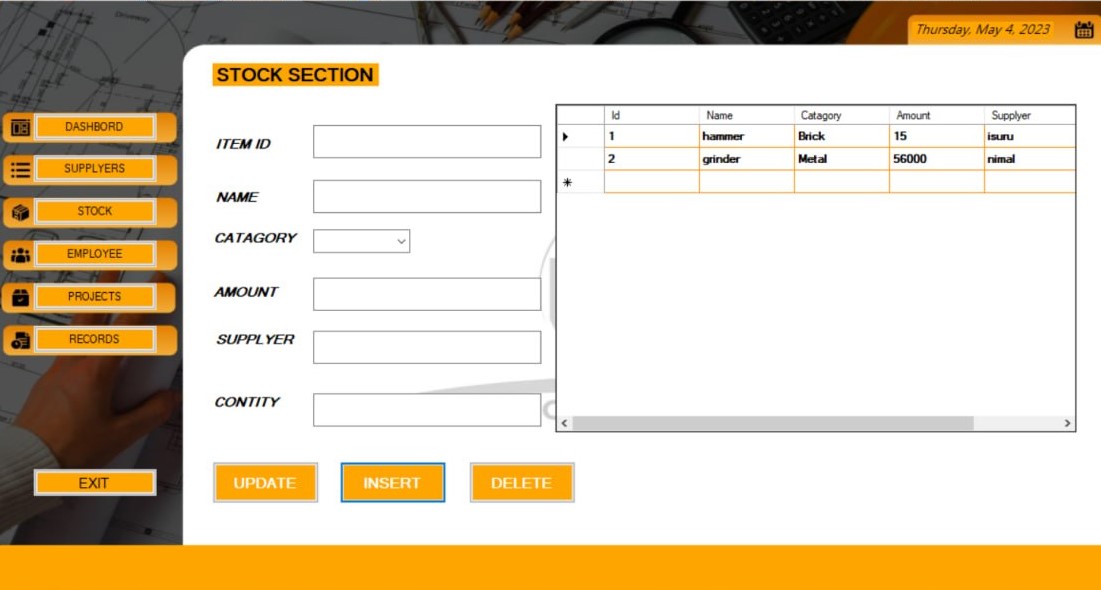 Thursday, May 4, 2023
STOCK SECTION
DASHBORD
SUPPLYERS
STOCK
EMPLOYEE
PROJECTS
RECORDS
EXIT
ITEM ID
NAME
CATAGORY
AMOUNT
SUPPLYER
CONTITY
Id Name Catagory Amount Supplyer
1 hammer Brick 15 isuru
2 grinder Metal 56000 nimal
UPDATE INSERT DELETE